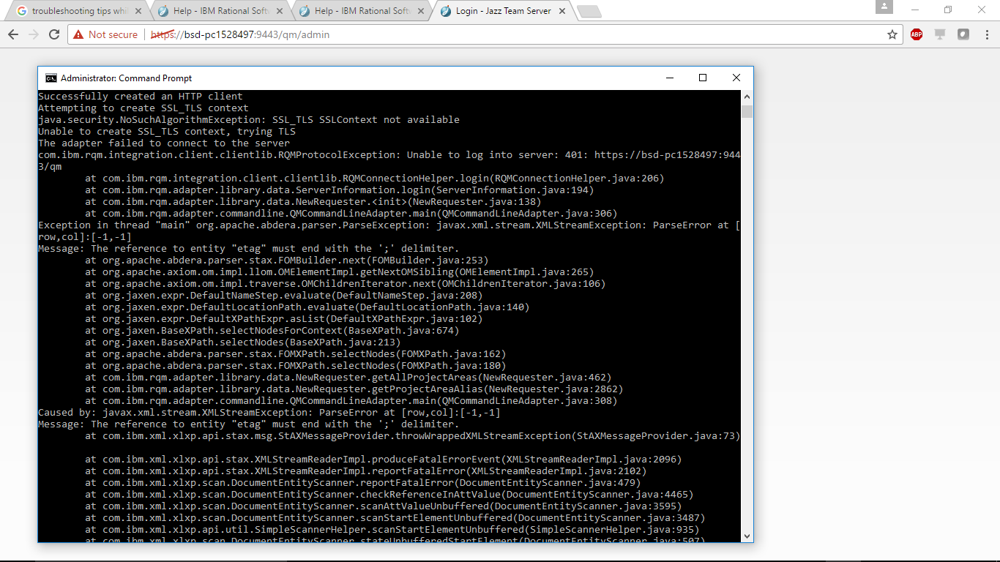 troubleshooting tips whi
Help - IBM Rational Softw
Help - IBM Rational Softw
Login - Jazz Team Server
Not secure
https://bsd-pc1528497:9443/qm/admin
ABP
Administrator: Command Prompt
Successfully created an HTTP client
Attempting to create SSL_TLS context
java.security.NoSuchAlgorithmException: SSL_TLS SSLContext not available
Unable to create SSL_TLS context, trying TLS
The adapter failed to connect to the server
com.ibm.rqm.integration.client.clientlib.RQMProtocolException: Unable to log into server: 401: https://bsd-pc1528497:944
3/qm
at com.ibm.rqm.integration.client.clientlib.RQMConnectionHelper.login(RQMConnectionHelper.java:206)
at com.ibm.rqm.adapter.library.data.ServerInformation.login(ServerInformation.java:194)
at com.ibm.rqm.adapter.library.data.NewRequester.<init>(NewRequester.java:138)
at com.ibm.rqm.adapter.commandline.QMCommandLineAdapter.main(QMCommandLineAdapter.java:306)
Exception in thread "main" org.apache.abdera.parser.ParseException: javax.xml.stream.XMLStreamException: ParseError at [
row,col]:[-1,-1]
Message: The reference to entity "etag" must end with the ';' delimiter.
at org.apache.abdera.parser.stax.FOMBuilder.next(FOMBuilder.java:253)
at org.apache.axiom.om.impl.llom.OMElementImpl.getNextOMSibling(OMElementImpl.java:265)
at org.apache.axiom.om.impl.traverse.OMChildrenIterator.next(OMChildrenIterator.java:106)
at org.jaxen.expr.DefaultNameStep.evaluate(DefaultNameStep.java:208)
at org.jaxen.expr.DefaultLocationPath.evaluate(DefaultLocationPath.java:140)
at org.jaxen.expr.DefaultXPathExpr.asList(DefaultXPathExpr.java:102)
at org.jaxen.BaseXPath.selectNodesForContext(BaseXPath.java:674)
at org.jaxen.BaseXPath.selectNodes(BaseXPath.java:213)
at org.apache.abdera.parser.stax.FOMXPath.selectNodes(FOMXPath.java:162)
at org.apache.abdera.parser.stax.FOMXPath.selectNodes(FOMXPath.java:180)
at com.ibm.rqm.adapter.library.data.NewRequester.getAllProjectAreas(NewRequester.java:462)
at com.ibm.rqm.adapter.library.data.NewRequester.getProjectAreaAlias(NewRequester.java:2862)
at com.ibm.rqm.adapter.commandline.QMCommandLineAdapter.main(QMCommandLineAdapter.java:308)
Caused by: javax.xml.stream.XMLStreamException: ParseError at [row,col]:[-1,-1]
Message: The reference to entity "etag" must end with the ';' delimiter.
at com.ibm.xml.xlxp.api.stax.msg.StAXMessageProvider.throwWrappedXMLStreamException(StAXMessageProvider.java:73)
at com.ibm.xml.xlxp.api.stax.XMLStreamReaderImpl.produceFatalErrorEvent(XMLStreamReaderImpl.java:2096)
at com.ibm.xml.xlxp.api.stax.XMLStreamReaderImpl.reportFatalError(XMLStreamReaderImpl.java:2102)
at com.ibm.xml.xlxp.scan.DocumentEntityScanner.reportFatalError(DocumentEntityScanner.java:479)
at com.ibm.xml.xlxp.scan.DocumentEntityScanner.checkReferenceInAttValue(DocumentEntityScanner.java:4465)
at com.ibm.xml.xlxp.scan.DocumentEntityScanner.scanAttValueUnbuffered(DocumentEntityScanner.java:3595)
at com.ibm.xml.xlxp.scan.DocumentEntityScanner.scanStartElementUnbuffered(DocumentEntityScanner.java:3487)
at com.ibm.xml.xlxp.api.util.SimpleScannerHelper.scanStartElementUnbuffered(SimpleScannerHelper.java:935)
at com.ibm.xml.xlxp.scan.DocumentEntityScanner.stateUnbufferedStartElement(DocumentEntityScanner.java:507)